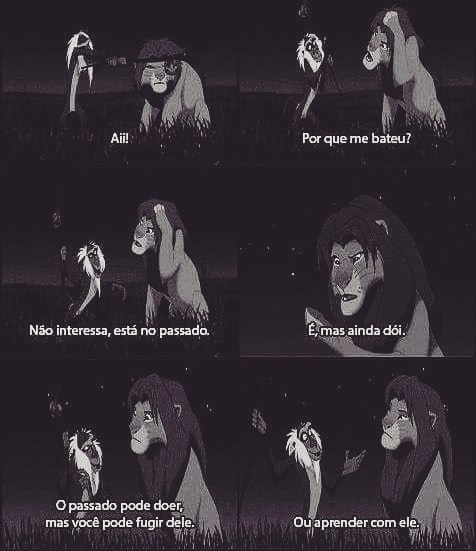 Aii!
Por que me bateu?
Não interessa, está no passado.
É, mas ainda dói.
O passado pode doer,
mas você pode fugir dele.
Ou aprender com ele.